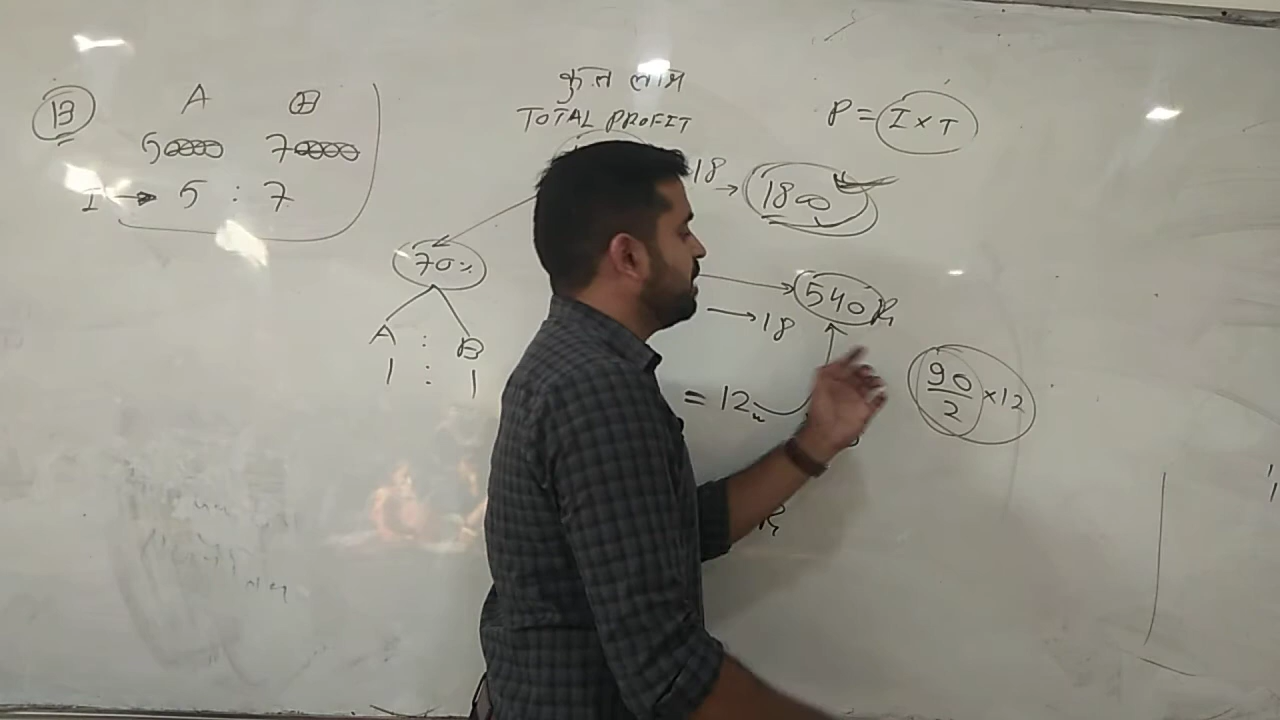 13
A B
50000 70000
I → 5 : 7
कुल लाभ
TOTAL PROFIT
P = I × T
18 → 1800
70%
A : B
1 : 1
→ 540 R
→ 18
= 12
90/2 × 12
R